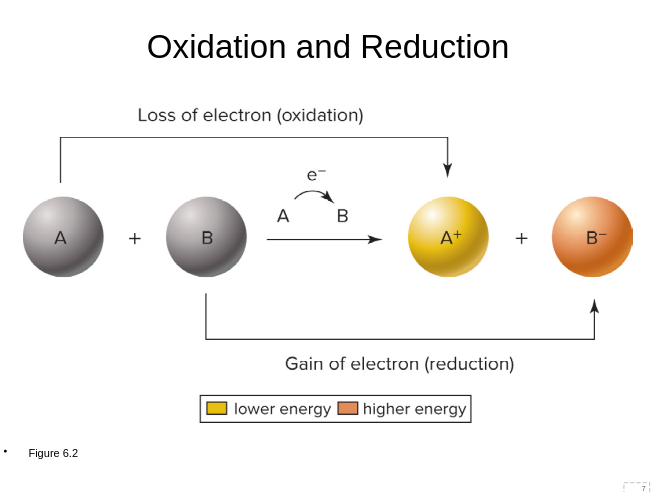 Oxidation and Reduction
Loss of electron (oxidation)
e⁻
A B
A + B A⁺ + B⁻
Gain of electron (reduction)
lower energy higher energy
• Figure 6.2
7